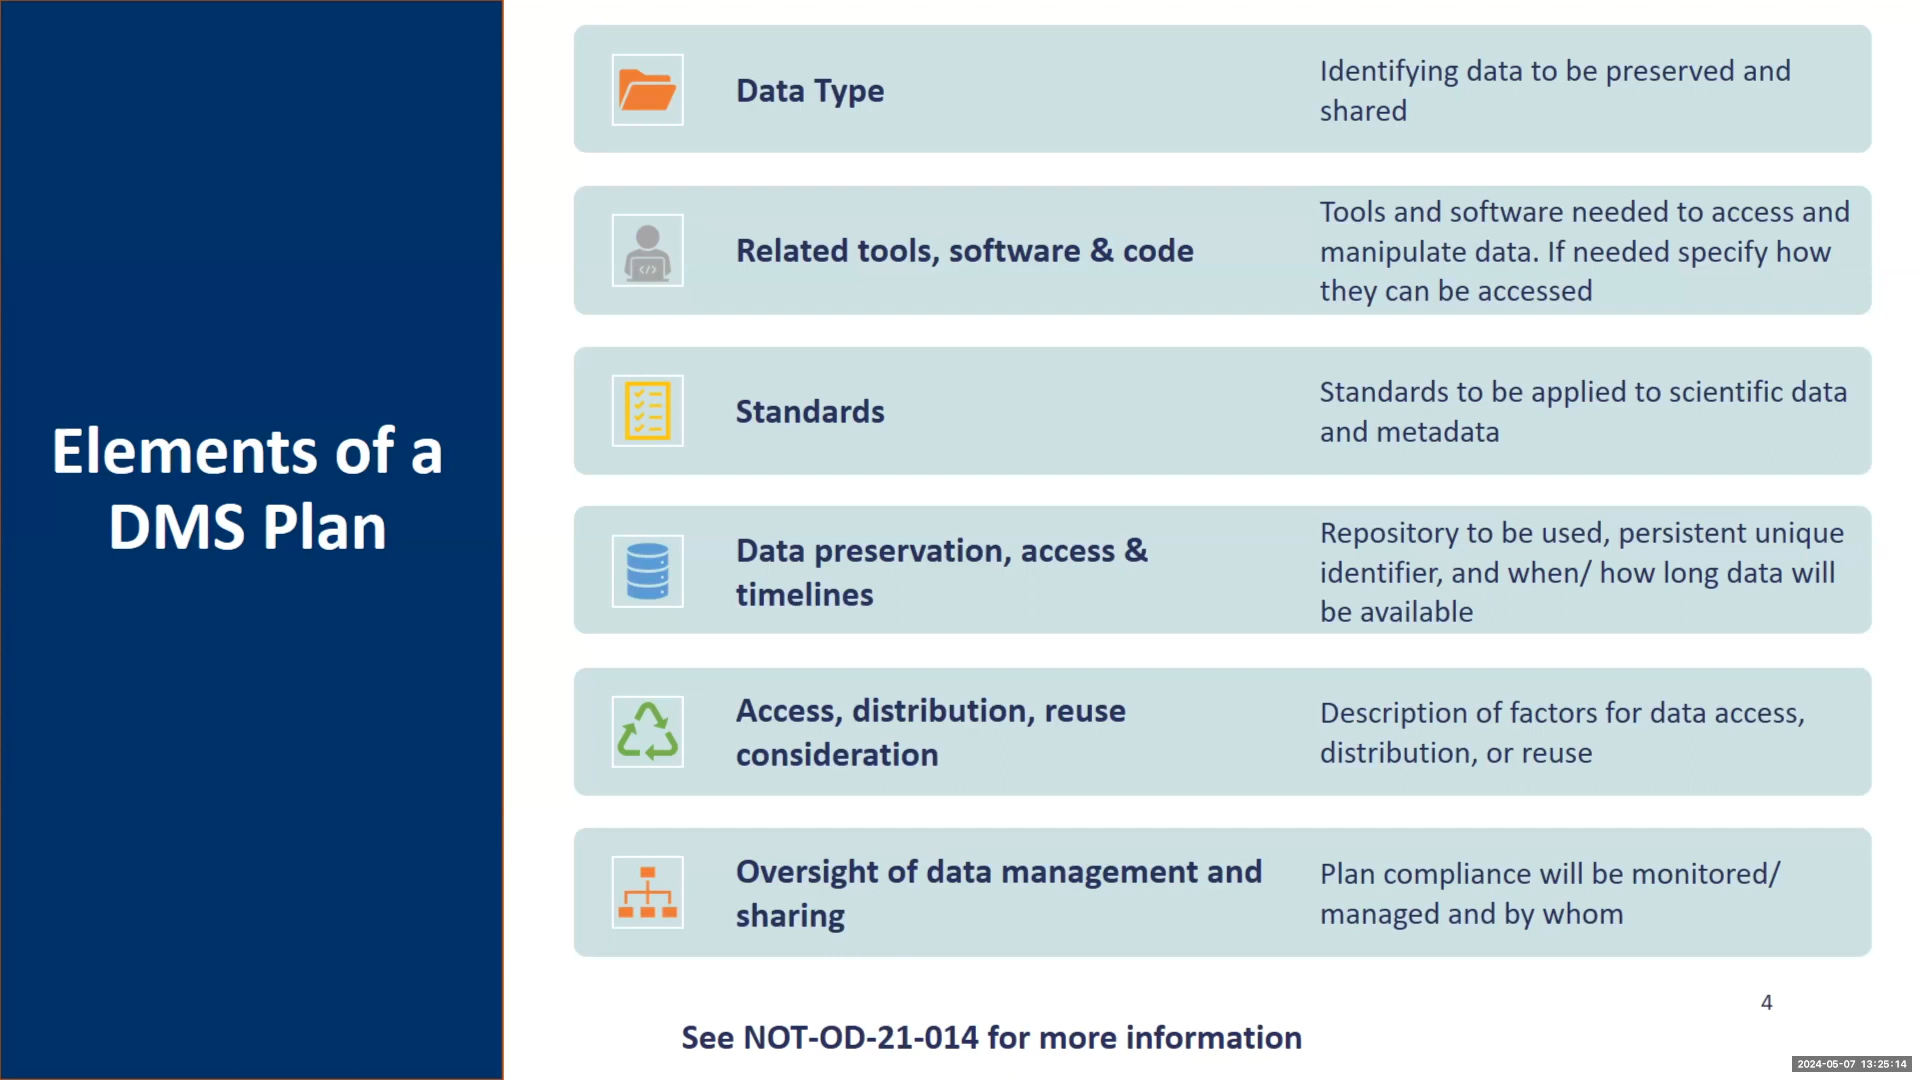 Elements of a
DMS Plan
Data Type
Identifying data to be preserved and
shared
Related tools, software & code
Tools and software needed to access and
manipulate data. If needed specify how
they can be accessed
Standards
Standards to be applied to scientific data
and metadata
Data preservation, access &
timelines
Repository to be used, persistent unique
identifier, and when/ how long data will
be available
Access, distribution, reuse
consideration
Description of factors for data access,
distribution, or reuse
Oversight of data management and
sharing
Plan compliance will be monitored/
managed and by whom
4
See NOT-OD-21-014 for more information
2024-05-07 13:25:14